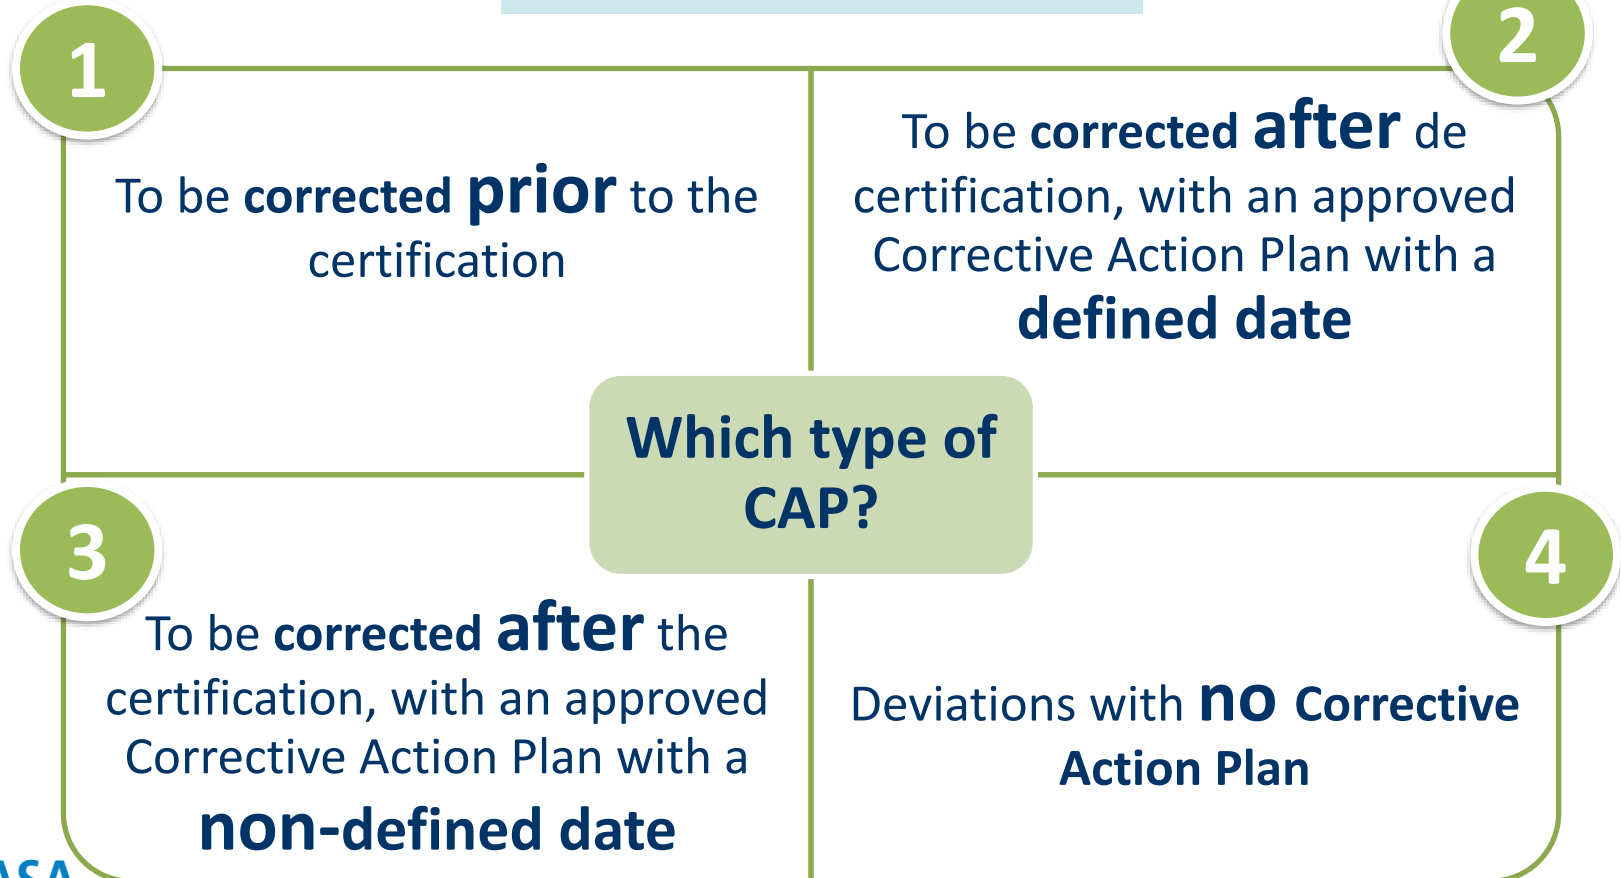 1
To be corrected prior to the
certification
2
To be corrected after de
certification, with an approved
Corrective Action Plan with a
defined date
Which type of
CAP?
3
To be corrected after the
certification, with an approved
Corrective Action Plan with a
non-defined date
4
Deviations with no Corrective
Action Plan